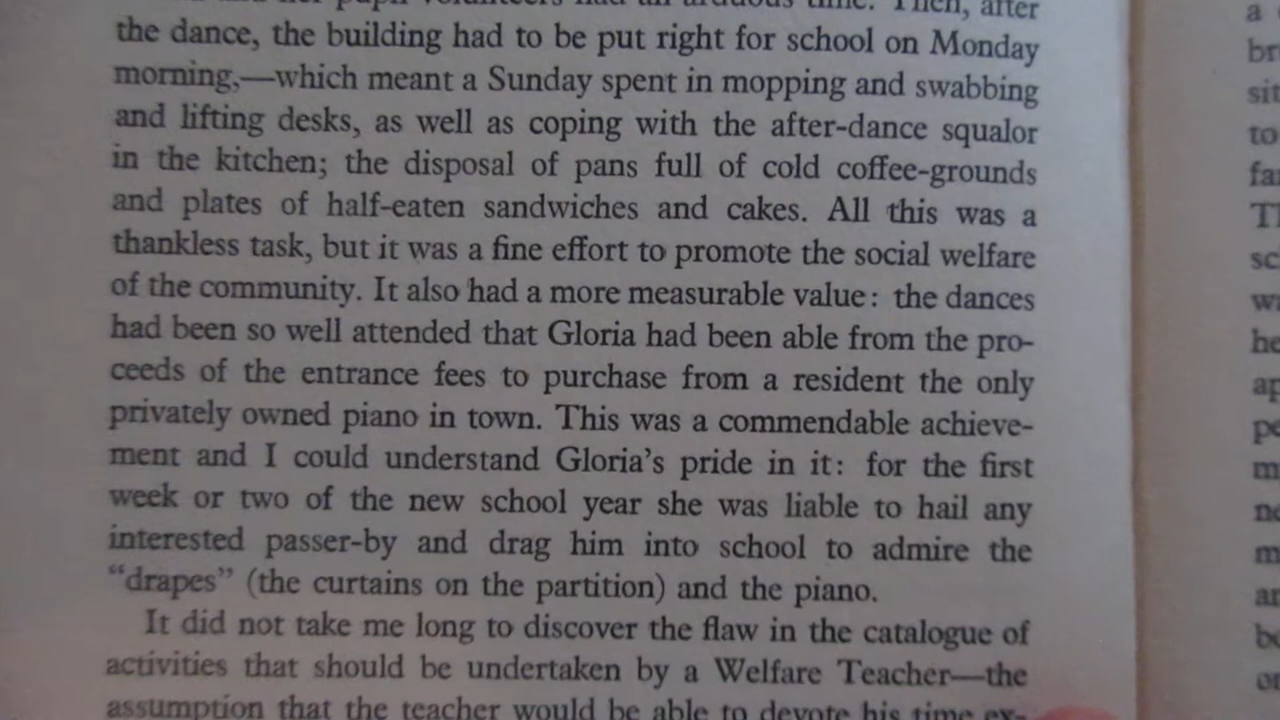 pupil volunteers had an arduous time. Then, after
the dance, the building had to be put right for school on Monday
morning,—which meant a Sunday spent in mopping and swabbing
and lifting desks, as well as coping with the after-dance squalor
in the kitchen; the disposal of pans full of cold coffee-grounds
and plates of half-eaten sandwiches and cakes. All this was a
thankless task, but it was a fine effort to promote the social welfare
of the community. It also had a more measurable value: the dances
had been so well attended that Gloria had been able from the pro-
ceeds of the entrance fees to purchase from a resident the only
privately owned piano in town. This was a commendable achieve-
ment and I could understand Gloria's pride in it: for the first
week or two of the new school year she was liable to hail any
interested passer-by and drag him into school to admire the
“drapes” (the curtains on the partition) and the piano.
It did not take me long to discover the flaw in the catalogue of
activities that should be undertaken by a Welfare Teacher—the
assumption that the teacher would be able to devote his time ex-